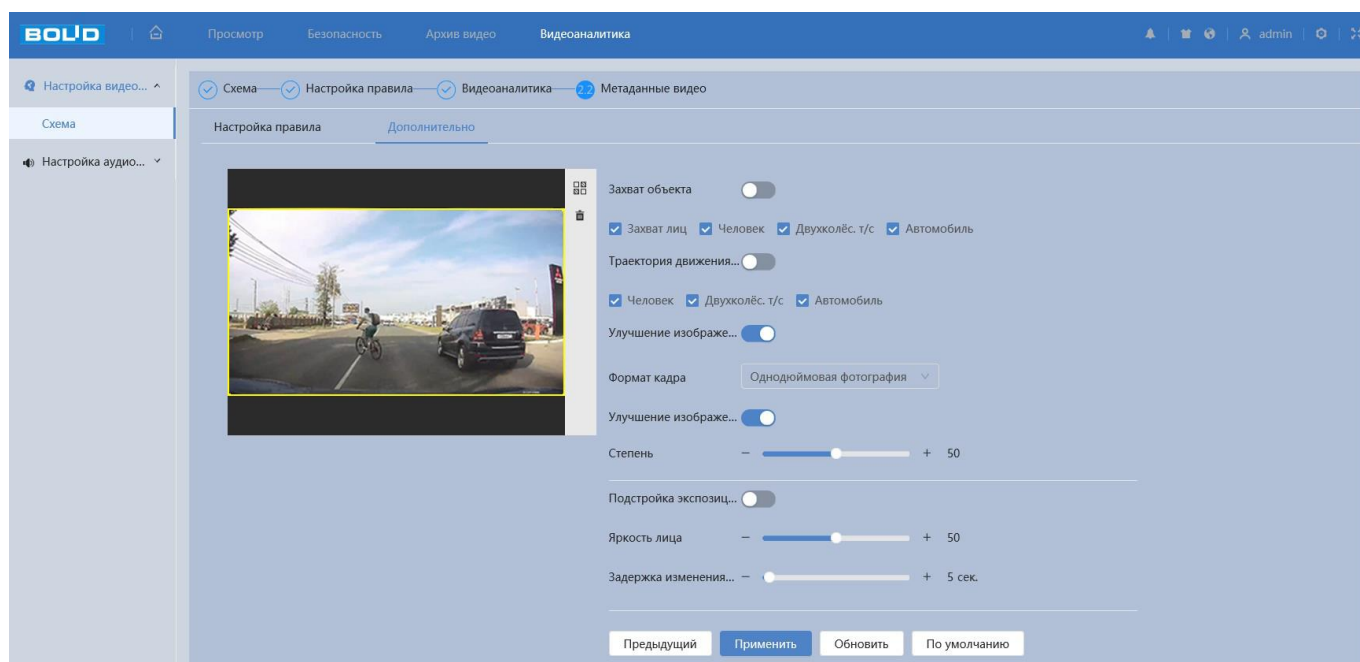 BOLID Просмотр Безопасность Архив видео Видеоаналитика admin
Настройка видео...
Схема
Настройка аудио...
Схема Настройка правила Видеоаналитика 2.2 Метаданные видео
Настройка правила Дополнительно
Захват объекта
Захват лиц Человек Двухколёс. т/с Автомобиль
Траектория движения...
Человек Двухколёс. т/с Автомобиль
Улучшение изображе...
Формат кадра Однодюймовая фотография
Улучшение изображе...
Степень − + 50
Подстройка экспозиц...
Яркость лица − + 50
Задержка изменения... − + 5 сек.
Предыдущий Применить Обновить По умолчанию